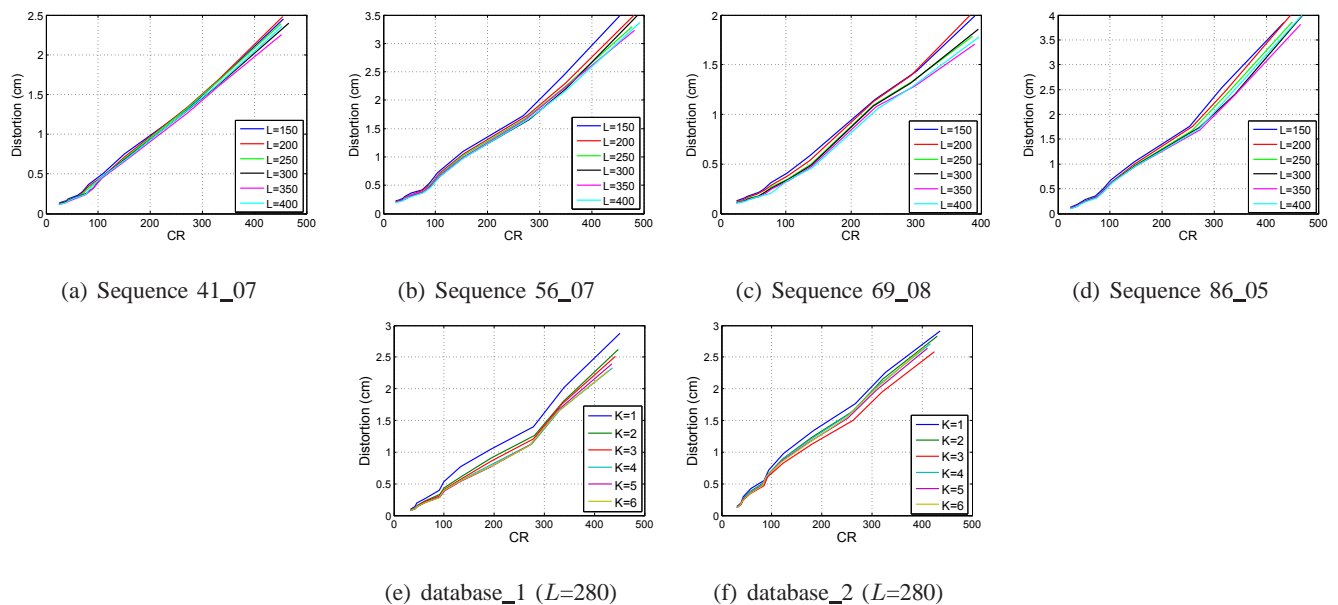 2.5
2
1.5
1
0.5
0
Distortion (cm)
0 100 200 300 400 500
CR
L=150
L=200
L=250
L=300
L=350
L=400
3.5
3
2.5
2
1.5
1
0.5
0
Distortion (cm)
0 100 200 300 400 500
CR
L=150
L=200
L=250
L=300
L=350
L=400
2
1.5
1
0.5
0
Distortion (cm)
0 100 200 300 400
CR
L=150
L=200
L=250
L=300
L=350
L=400
4
3.5
3
2.5
2
1.5
1
0.5
0
Distortion (cm)
0 100 200 300 400 500
CR
L=150
L=200
L=250
L=300
L=350
L=400
(a) Sequence 41_07
(b) Sequence 56_07
(c) Sequence 69_08
(d) Sequence 86_05
3
2.5
2
1.5
1
0.5
0
Distortion (cm)
0 100 200 300 400 500
CR
K=1
K=2
K=3
K=4
K=5
K=6
3
2.5
2
1.5
1
0.5
0
Distortion (cm)
0 100 200 300 400 500
CR
K=1
K=2
K=3
K=4
K=5
K=6
(e) database_1 (L=280)
(f) database_2 (L=280)